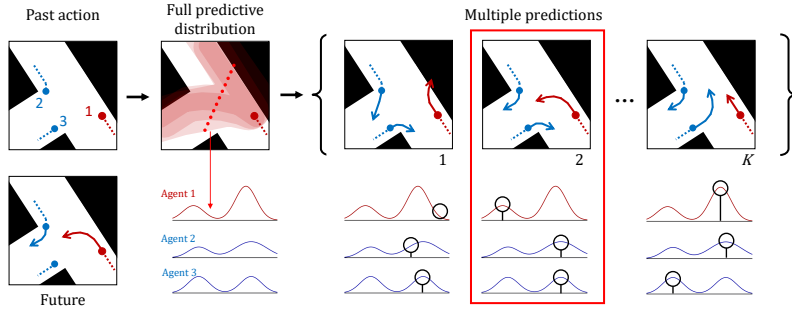 Past action
Full predictive
distribution
Multiple predictions
2
1
3
...
1
2
K
Agent 1
Agent 2
Agent 3
Future